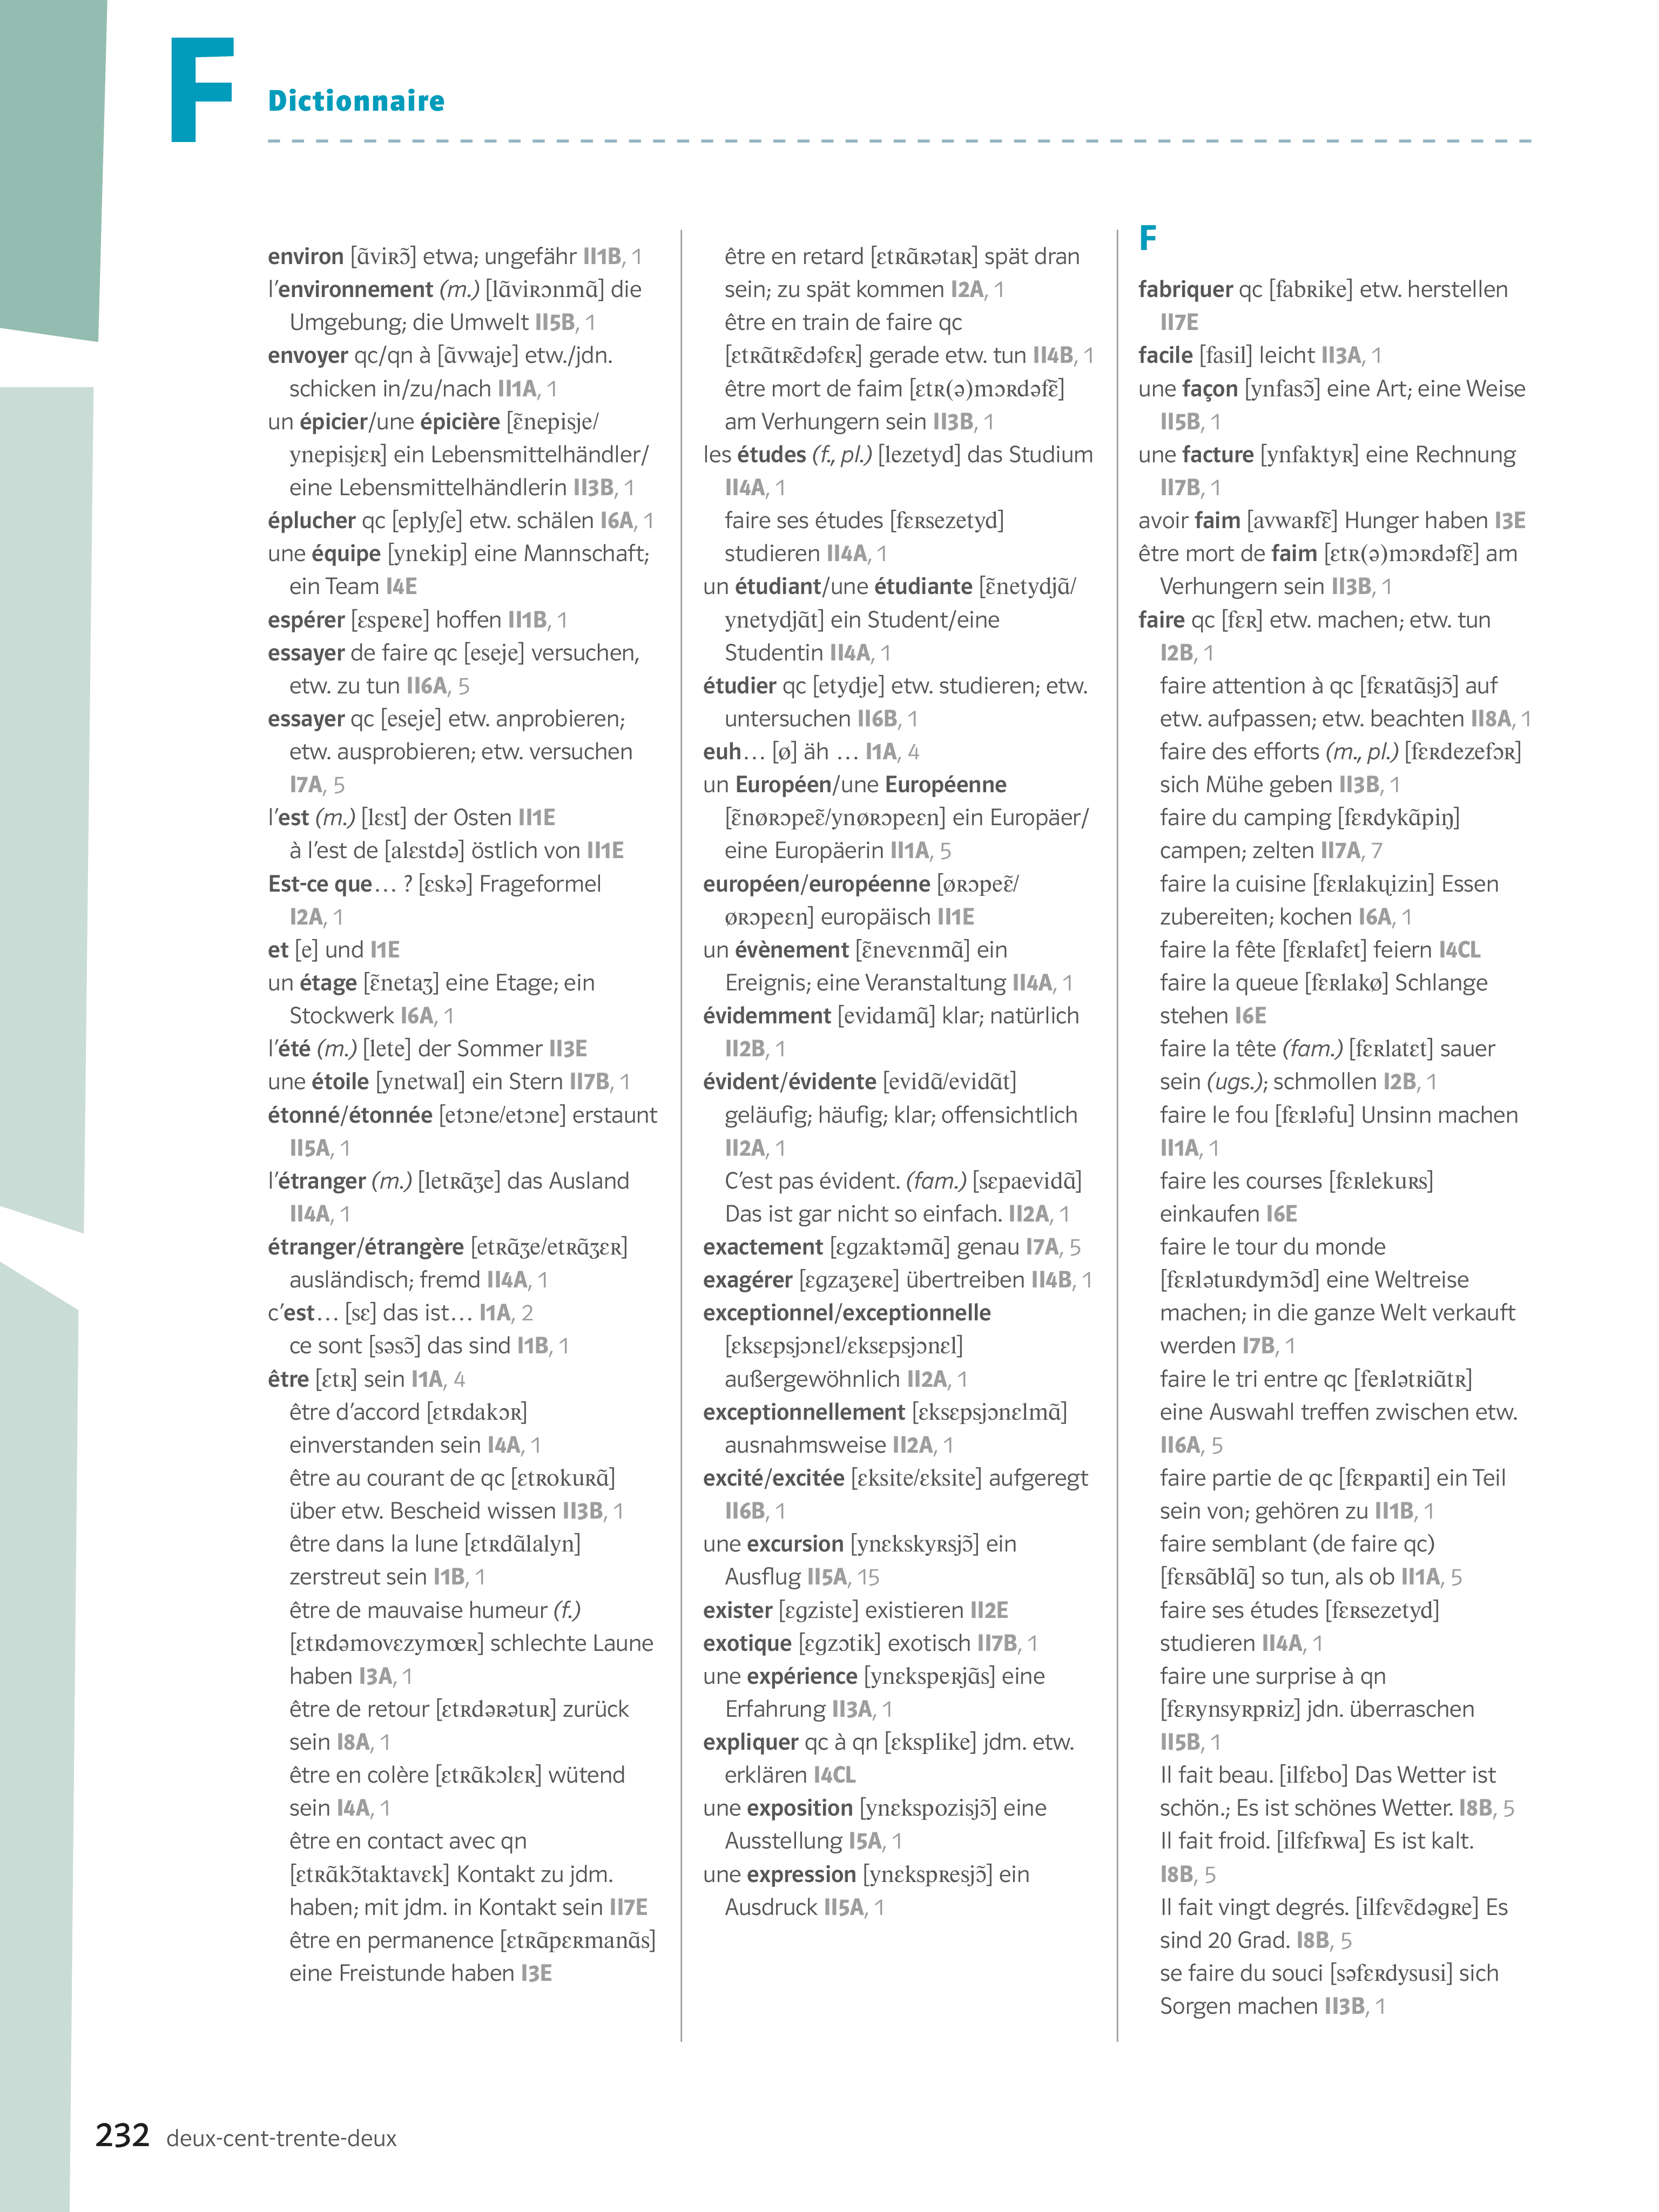 F
Dictionnaire
environ [ɑ̃viʀɔ̃] etwa; ungefähr II1B, 1
l’environnement (m.) [lɑ̃viʀɔnmɑ̃] die
Umgebung; die Umwelt II5B, 1
envoyer qc/qn à [ɑ̃vwaje] etw./jdn.
schicken in/zu/nach II1A, 1
un épicier/une épicière [ɛ̃nepisje/
ynepisjɛʀ] ein Lebensmittelhändler/
eine Lebensmittelhändlerin II3B, 1
éplucher qc [eplyʃe] etw. schälen I6A, 1
une équipe [ynekip] eine Mannschaft;
ein Team I4E
espérer [ɛspeʀe] hoffen II1B, 1
essayer de faire qc [eseje] versuchen,
etw. zu tun II6A, 5
essayer qc [eseje] etw. anprobieren;
etw. ausprobieren; etw. versuchen
I7A, 5
l’est (m.) [lɛst] der Osten II1E
à l’est de [alɛstdə] östlich von II1E
Est-ce que… ? [ɛskə] Frageformel
I2A, 1
et [e] und I1E
un étage [ɛ̃netaʒ] eine Etage; ein
Stockwerk I6A, 1
l’été (m.) [lete] der Sommer II3E
une étoile [ynetwal] ein Stern II7B, 1
étonné/étonnée [etɔne/etɔne] erstaunt
II5A, 1
l’étranger (m.) [letʀɑ̃ʒe] das Ausland
II4A, 1
étranger/étrangère [etʀɑ̃ʒe/etʀɑ̃ʒɛʀ]
ausländisch; fremd II4A, 1
c’est… [sɛ] das ist… I1A, 2
ce sont [səsɔ̃] das sind I1B, 1
être [ɛtʀ] sein I1A, 4
être d’accord [ɛtʀdakɔʀ]
einverstanden sein I4A, 1
être au courant de qc [ɛtʀokuʀɑ̃]
über etw. Bescheid wissen II3B, 1
être dans la lune [ɛtʀdɑ̃lalyn]
zerstreut sein I1B, 1
être de mauvaise humeur (f.)
[ɛtʀdəmovɛzymœʀ] schlechte Laune
haben I3A, 1
être de retour [ɛtʀdəʀətuʀ] zurück
sein I8A, 1
être en colère [ɛtʀɑ̃kɔlɛʀ] wütend
sein I4A, 1
être en contact avec qn
[ɛtʀɑ̃kɔ̃taktavɛk] Kontakt zu jdm.
haben; mit jdm. in Kontakt sein II7E
être en permanence [ɛtʀɑ̃pɛʀmanɑ̃s]
eine Freistunde haben I3E
être en retard [ɛtʀɑ̃ʀətaʀ] spät dran
sein; zu spät kommen I2A, 1
être en train de faire qc
[ɛtʀɑ̃tʀɛ̃dəfɛʀ] gerade etw. tun II4B, 1
être mort de faim [ɛtʀ(ə)mɔʀdəfɛ̃]
am Verhungern sein II3B, 1
les études (f., pl.) [lezetyd] das Studium
II4A, 1
faire ses études [fɛʀsezetyd]
studieren II4A, 1
un étudiant/une étudiante [ɛ̃netydjɑ̃/
ynetydjɑ̃t] ein Student/eine
Studentin II4A, 1
étudier qc [etydje] etw. studieren; etw.
untersuchen II6B, 1
euh… [ø] äh … I1A, 4
un Européen/une Européenne
[ɛ̃nøʀɔpeɛ̃/ynøʀɔpeɛn] ein Europäer/
eine Europäerin II1A, 5
européen/européenne [øʀɔpeɛ̃/
øʀɔpeɛn] europäisch II1E
un évènement [ɛ̃nevɛnmɑ̃] ein
Ereignis; eine Veranstaltung II4A, 1
évidemment [evidamɑ̃] klar; natürlich
II2B, 1
évident/évidente [evidɑ̃/evidɑ̃t]
geläufig; häufig; klar; offensichtlich
II2A, 1
C’est pas évident. (fam.) [sɛpaevidɑ̃]
Das ist gar nicht so einfach. II2A, 1
exactement [ɛgzaktəmɑ̃] genau I7A, 5
exagérer [ɛgzaʒeʀe] übertreiben II4B, 1
exceptionnel/exceptionnelle
[ɛksɛpsjɔnɛl/ɛksɛpsjɔnɛl]
außergewöhnlich II2A, 1
exceptionnellement [ɛksɛpsjɔnɛlmɑ̃]
ausnahmsweise II2A, 1
excité/excitée [ɛksite/ɛksite] aufgeregt
II6B, 1
une excursion [ynɛkskyʀsjɔ̃] ein
Ausflug II5A, 15
exister [ɛgziste] existieren II2E
exotique [ɛgzɔtik] exotisch II7B, 1
une expérience [ynɛkspeʀjɑ̃s] eine
Erfahrung II3A, 1
expliquer qc à qn [ɛksplike] jdm. etw.
erklären I4CL
une exposition [ynɛkspozisjɔ̃] eine
Ausstellung I5A, 1
une expression [ynɛkspʀesjɔ̃] ein
Ausdruck II5A, 1
F
fabriquer qc [fabʀike] etw. herstellen
II7E
facile [fasil] leicht II3A, 1
une façon [ynfasɔ̃] eine Art; eine Weise
II5B, 1
une facture [ynfaktyʀ] eine Rechnung
II7B, 1
avoir faim [avwaʀfɛ̃] Hunger haben I3E
être mort de faim [ɛtʀ(ə)mɔʀdəfɛ̃] am
Verhungern sein II3B, 1
faire qc [fɛʀ] etw. machen; etw. tun
I2B, 1
faire attention à qc [fɛʀatɑ̃sjɔ̃] auf
etw. aufpassen; etw. beachten II8A, 1
faire des efforts (m., pl.) [fɛʀdezefɔʀ]
sich Mühe geben II3B, 1
faire du camping [fɛʀdykɑ̃piŋ]
campen; zelten II7A, 7
faire la cuisine [fɛʀlakɥizin] Essen
zubereiten; kochen I6A, 1
faire la fête [fɛʀlafɛt] feiern I4CL
faire la queue [fɛʀlakø] Schlange
stehen I6E
faire la tête (fam.) [fɛʀlatɛt] sauer
sein (ugs.); schmollen I2B, 1
faire le fou [fɛʀləfu] Unsinn machen
II1A, 1
faire les courses [fɛʀlekuʀs]
einkaufen I6E
faire le tour du monde
[fɛʀlətuʀdymɔ̃d] eine Weltreise
machen; in die ganze Welt verkauft
werden I7B, 1
faire le tri entre qc [feʀlətʀiɑ̃tʀ]
eine Auswahl treffen zwischen etw.
II6A, 5
faire partie de qc [fɛʀpaʀti] ein Teil
sein von; gehören zu II1B, 1
faire semblant (de faire qc)
[fɛʀsɑ̃blɑ̃] so tun, als ob II1A, 5
faire ses études [fɛʀsezetyd]
studieren II4A, 1
faire une surprise à qn
[fɛʀynsyʀpʀiz] jdn. überraschen
II5B, 1
Il fait beau. [ilfɛbo] Das Wetter ist
schön.; Es ist schönes Wetter. I8B, 5
Il fait froid. [ilfɛfʀwa] Es ist kalt.
I8B, 5
Il fait vingt degrés. [ilfɛvɛ̃dəgʀe] Es
sind 20 Grad. I8B, 5
se faire du souci [səfɛʀdysusi] sich
Sorgen machen II3B, 1
232 deux-cent-trente-deux